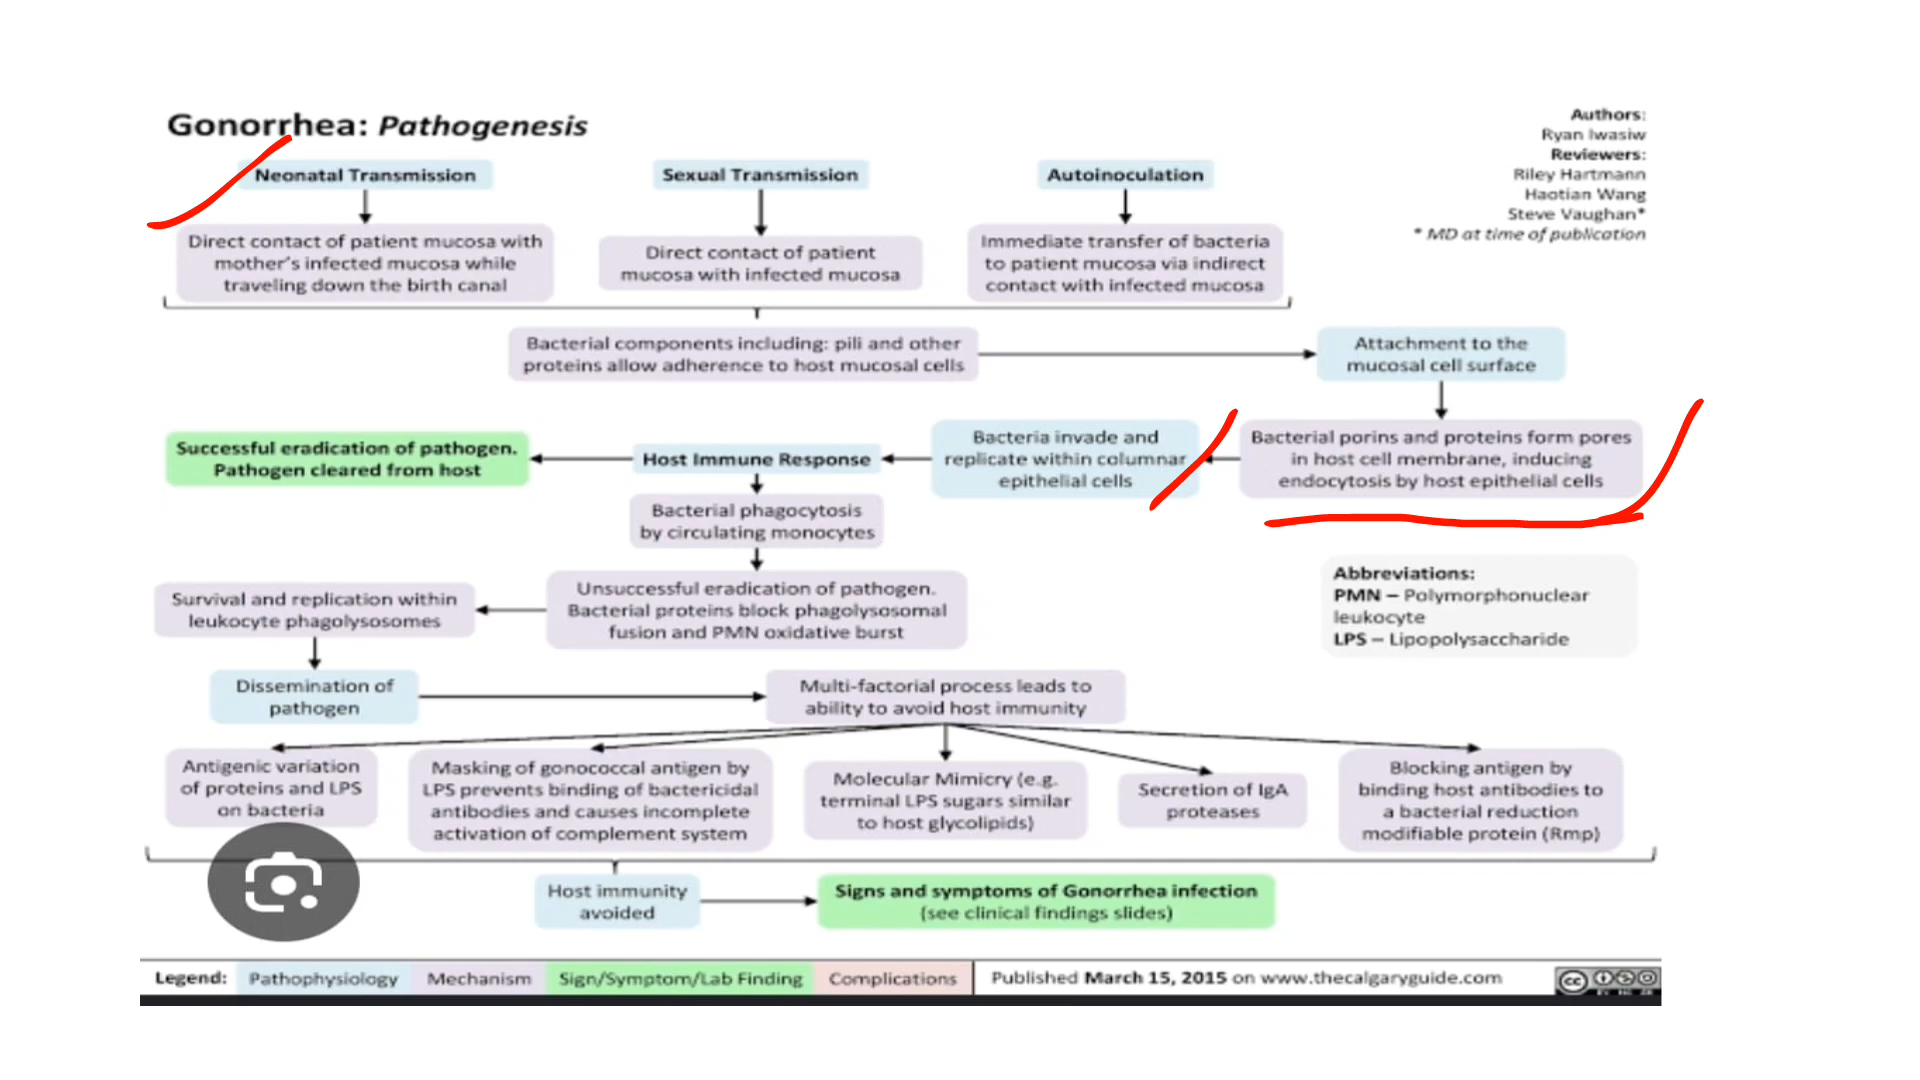 Gonorrhea: Pathogenesis
Authors:
Ryan Iwasiw
Reviewers:
Riley Hartmann
Haotian Wang
Steve Vaughan*
* MD at time of publication
Neonatal Transmission
Sexual Transmission
Autoinoculation
Direct contact of patient mucosa with
mother's infected mucosa while
traveling down the birth canal
Direct contact of patient
mucosa with infected mucosa
Immediate transfer of bacteria
to patient mucosa via indirect
contact with infected mucosa
Bacterial components including: pili and other
proteins allow adherence to host mucosal cells
Attachment to the
mucosal cell surface
Bacterial porins and proteins form pores
in host cell membrane, inducing
endocytosis by host epithelial cells
Bacteria invade and
replicate within columnar
epithelial cells
Host Immune Response
Successful eradication of pathogen.
Pathogen cleared from host
Bacterial phagocytosis
by circulating monocytes
Unsuccessful eradication of pathogen.
Bacterial proteins block phagolysosomal
fusion and PMN oxidative burst
Survival and replication within
leukocyte phagolysosomes
Abbreviations:
PMN – Polymorphonuclear
leukocyte
LPS – Lipopolysaccharide
Dissemination of
pathogen
Multi-factorial process leads to
ability to avoid host immunity
Antigenic variation
of proteins and LPS
on bacteria
Masking of gonococcal antigen by
LPS prevents binding of bactericidal
antibodies and causes incomplete
activation of complement system
Molecular Mimicry (e.g.
terminal LPS sugars similar
to host glycolipids)
Secretion of IgA
proteases
Blocking antigen by
binding host antibodies to
a bacterial reduction
modifiable protein (Rmp)
Host immunity
avoided
Signs and symptoms of Gonorrhea infection
(see clinical findings slides)
Legend: Pathophysiology Mechanism Sign/Symptom/Lab Finding Complications Published March 15, 2015 on www.thecalgaryguide.com
cc